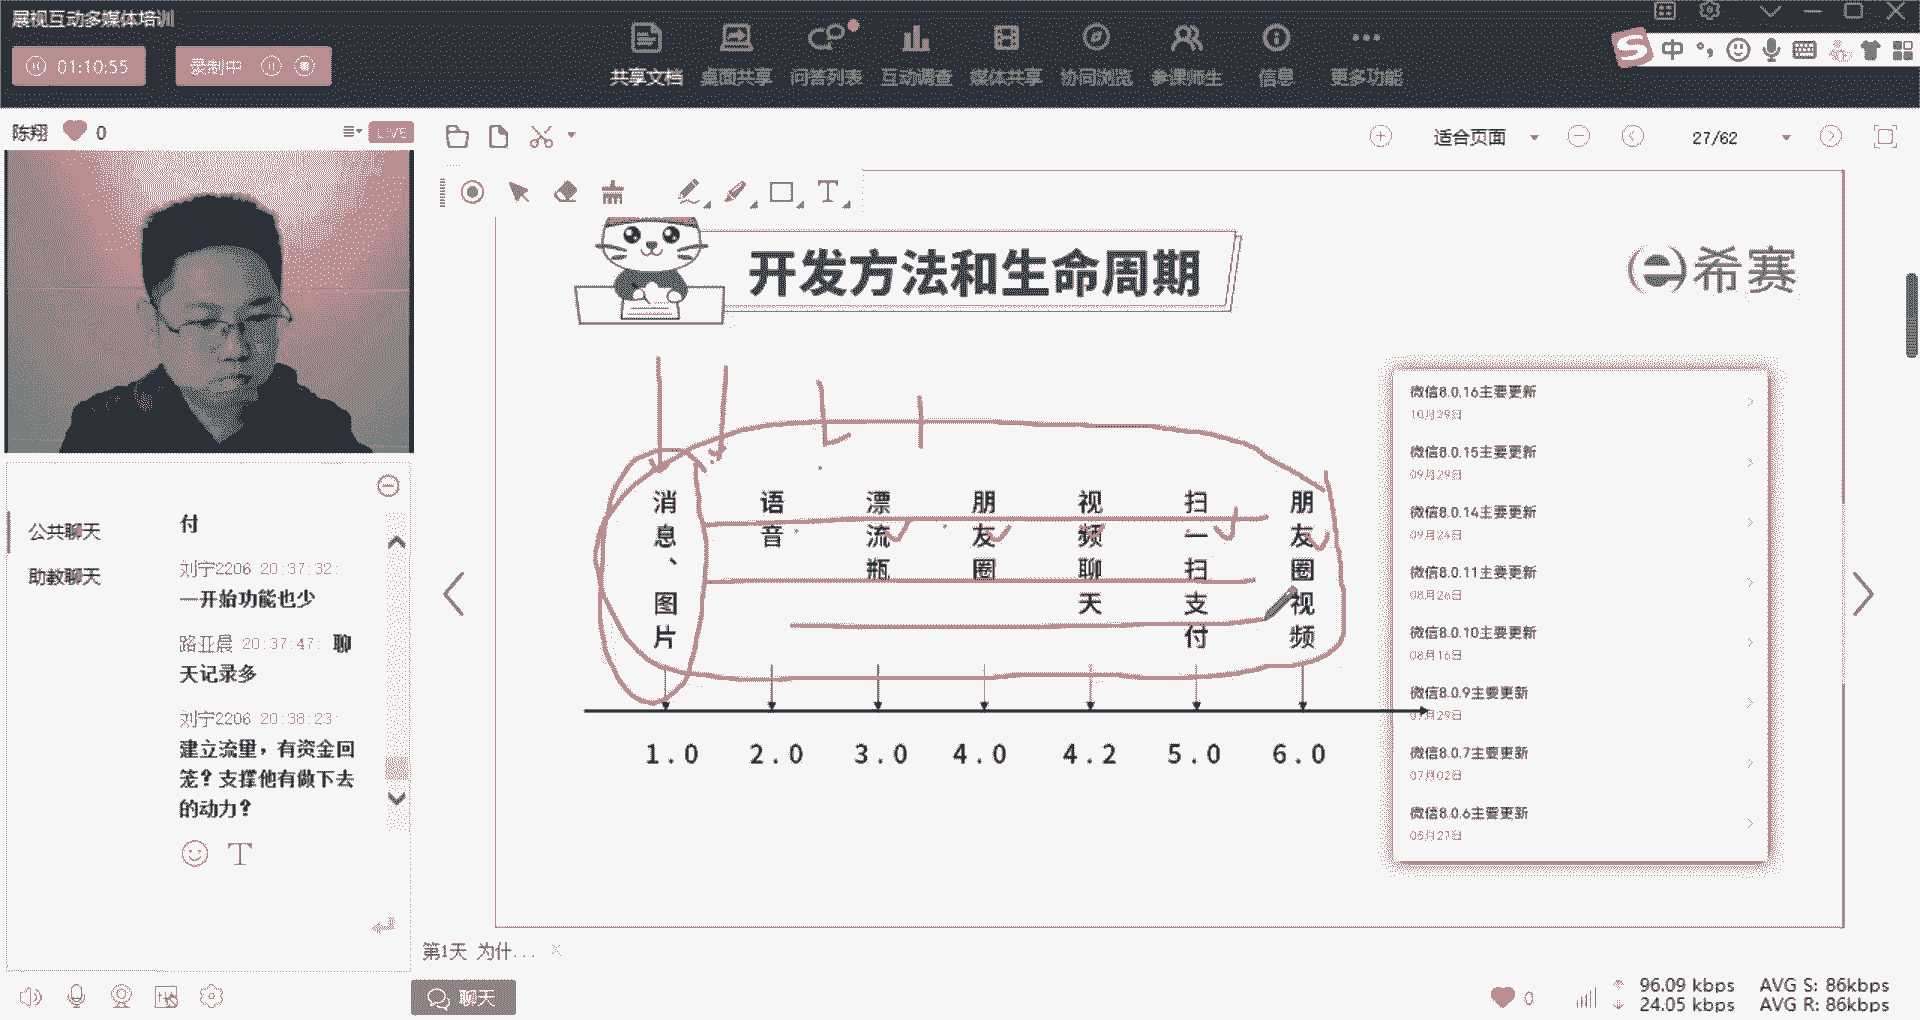 展视互动多媒体培训
01:10:55
录制中
共享文档 桌面共享 问答列表 互动调查 媒体共享 协同浏览 参课师生 信息 更多功能
中
陈翔 0
LIVE
适合页面
27/62
T
开发方法和生命周期
希赛
消息、图片
语音
漂流瓶
朋友圈
视频聊天
扫一扫支付
朋友圈视频
1.0 2.0 3.0 4.0 4.2 5.0 6.0
微信8.0.16主要更新
10月29日
微信8.0.15主要更新
09月29日
微信8.0.14主要更新
09月24日
微信8.0.11主要更新
08月26日
微信8.0.10主要更新
08月16日
微信8.0.9主要更新
07月29日
微信8.0.7主要更新
07月02日
微信8.0.6主要更新
05月27日
公共聊天
助教聊天
付
刘宁2206 20:37:32:
一开始功能也少
路亚晨 20:37:47: 聊
天记录多
刘宁2206 20:38:23:
建立流量，有资金回
笼？支撑他有做下去
的动力？
T
第1天 为什...
聊天
0
96.09 kbps AVG S: 86kbps
24.05 kbps AVG R: 86kbps